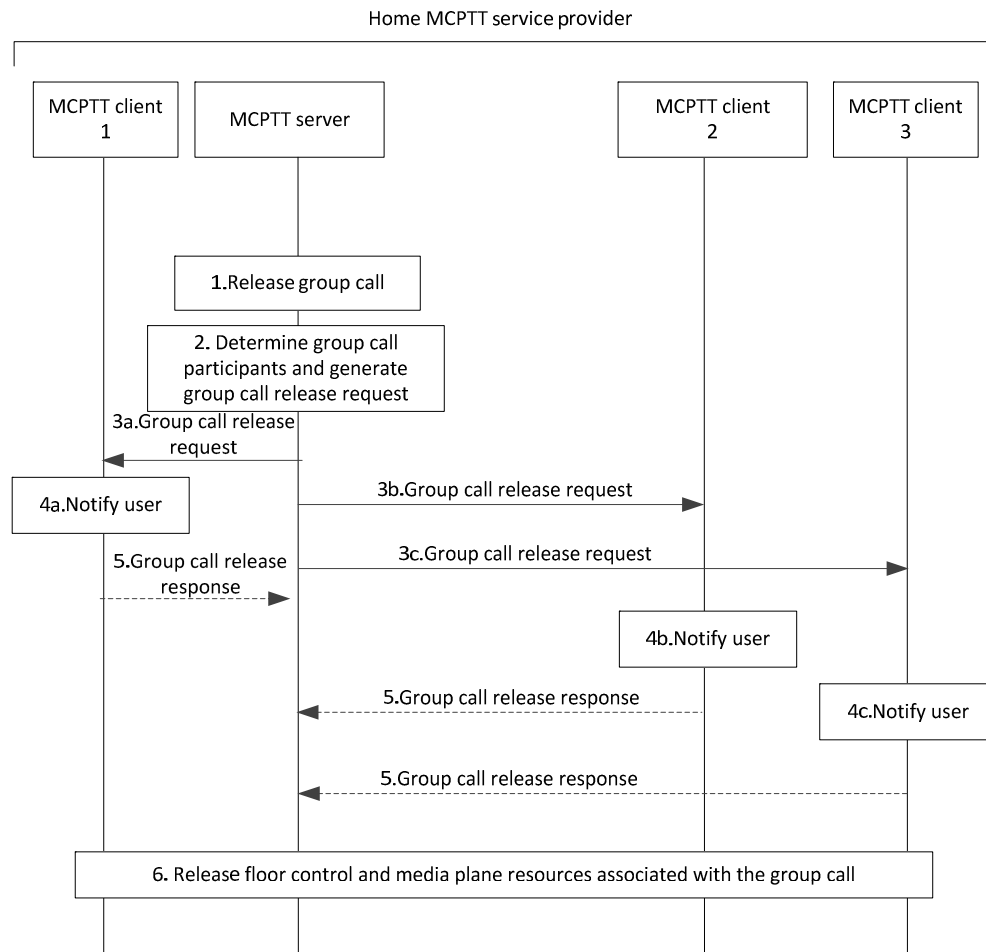 Home MCPTT service provider
MCPTT client
1
MCPTT server
MCPTT client
2
MCPTT client
3
1.Release group call
2. Determine group call
participants and generate
group call release request
3a.Group call release
request
4a.Notify user
3b.Group call release request
5.Group call release
response
3c.Group call release request
4b.Notify user
5.Group call release response
4c.Notify user
5.Group call release response
6. Release floor control and media plane resources associated with the group call